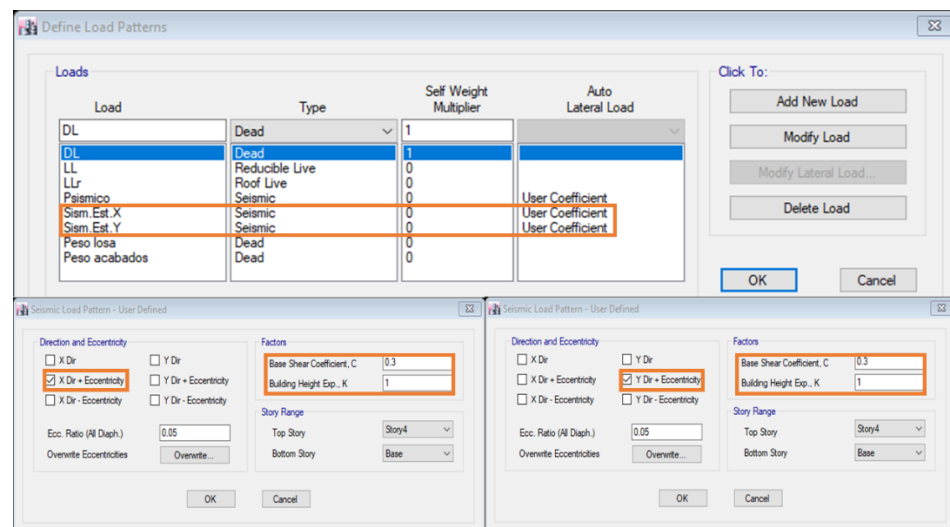 Define Load Patterns
Loads
Click To:
Load Type Self Weight Multiplier Auto Lateral Load
DL Dead 1
DL Dead 1
LL Reducible Live 0
LLr Roof Live 0
Psismico Seismic 0 User Coefficient
Sism.Est.X Seismic 0 User Coefficient
Sism.Est.Y Seismic 0 User Coefficient
Peso losa Dead 0
Peso acabados Dead 0
Add New Load
Modify Load
Modify Lateral Load...
Delete Load
OK Cancel
Seismic Load Pattern - User Defined
Direction and Eccentricity
X Dir Y Dir
X Dir + Eccentricity Y Dir + Eccentricity
X Dir - Eccentricity Y Dir - Eccentricity
Ecc. Ratio (All Diaph.) 0.05
Overwrite Eccentricities Overwrite...
Factors
Base Shear Coefficient, C 0.3
Building Height Exp., K 1
Story Range
Top Story Story4
Bottom Story Base
OK Cancel
Seismic Load Pattern - User Defined
Direction and Eccentricity
X Dir Y Dir
X Dir + Eccentricity Y Dir + Eccentricity
X Dir - Eccentricity Y Dir - Eccentricity
Ecc. Ratio (All Diaph.) 0.05
Overwrite Eccentricities Overwrite...
Factors
Base Shear Coefficient, C 0.3
Building Height Exp., K 1
Story Range
Top Story Story4
Bottom Story Base
OK Cancel